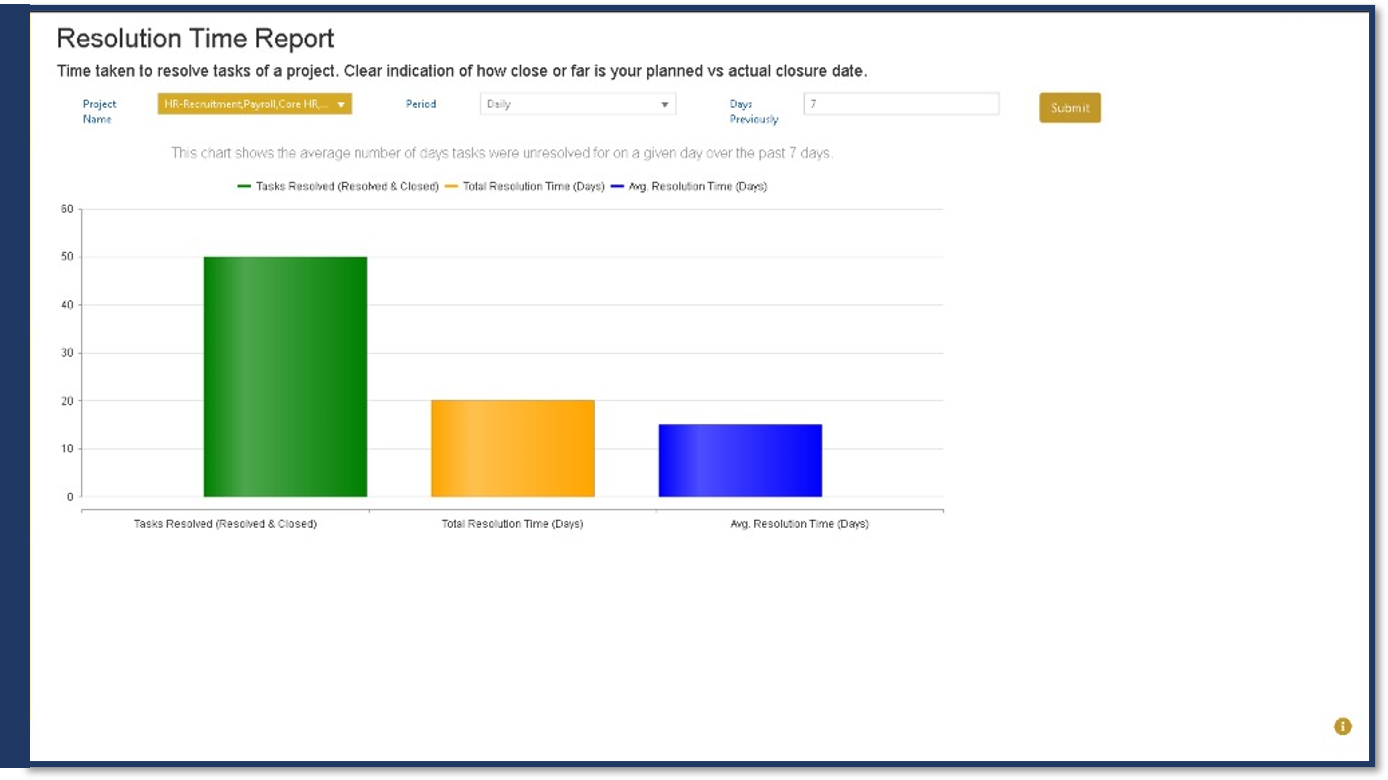 Resolution Time Report
Time taken to resolve tasks of a project. Clear indication of how close or far is your planned vs actual closure date.
Project Name
HR-Recruitment,Payroll,Core HR,...
Period
Daily
Days Previously
7
Submit
This chart shows the average number of days tasks were unresolved for on a given day over the past 7 days.
Tasks Resolved (Resolved & Closed) Total Resolution Time (Days) Avg. Resolution Time (Days)
60
50
40
30
20
10
0
Tasks Resolved (Resolved & Closed) Total Resolution Time (Days) Avg. Resolution Time (Days)